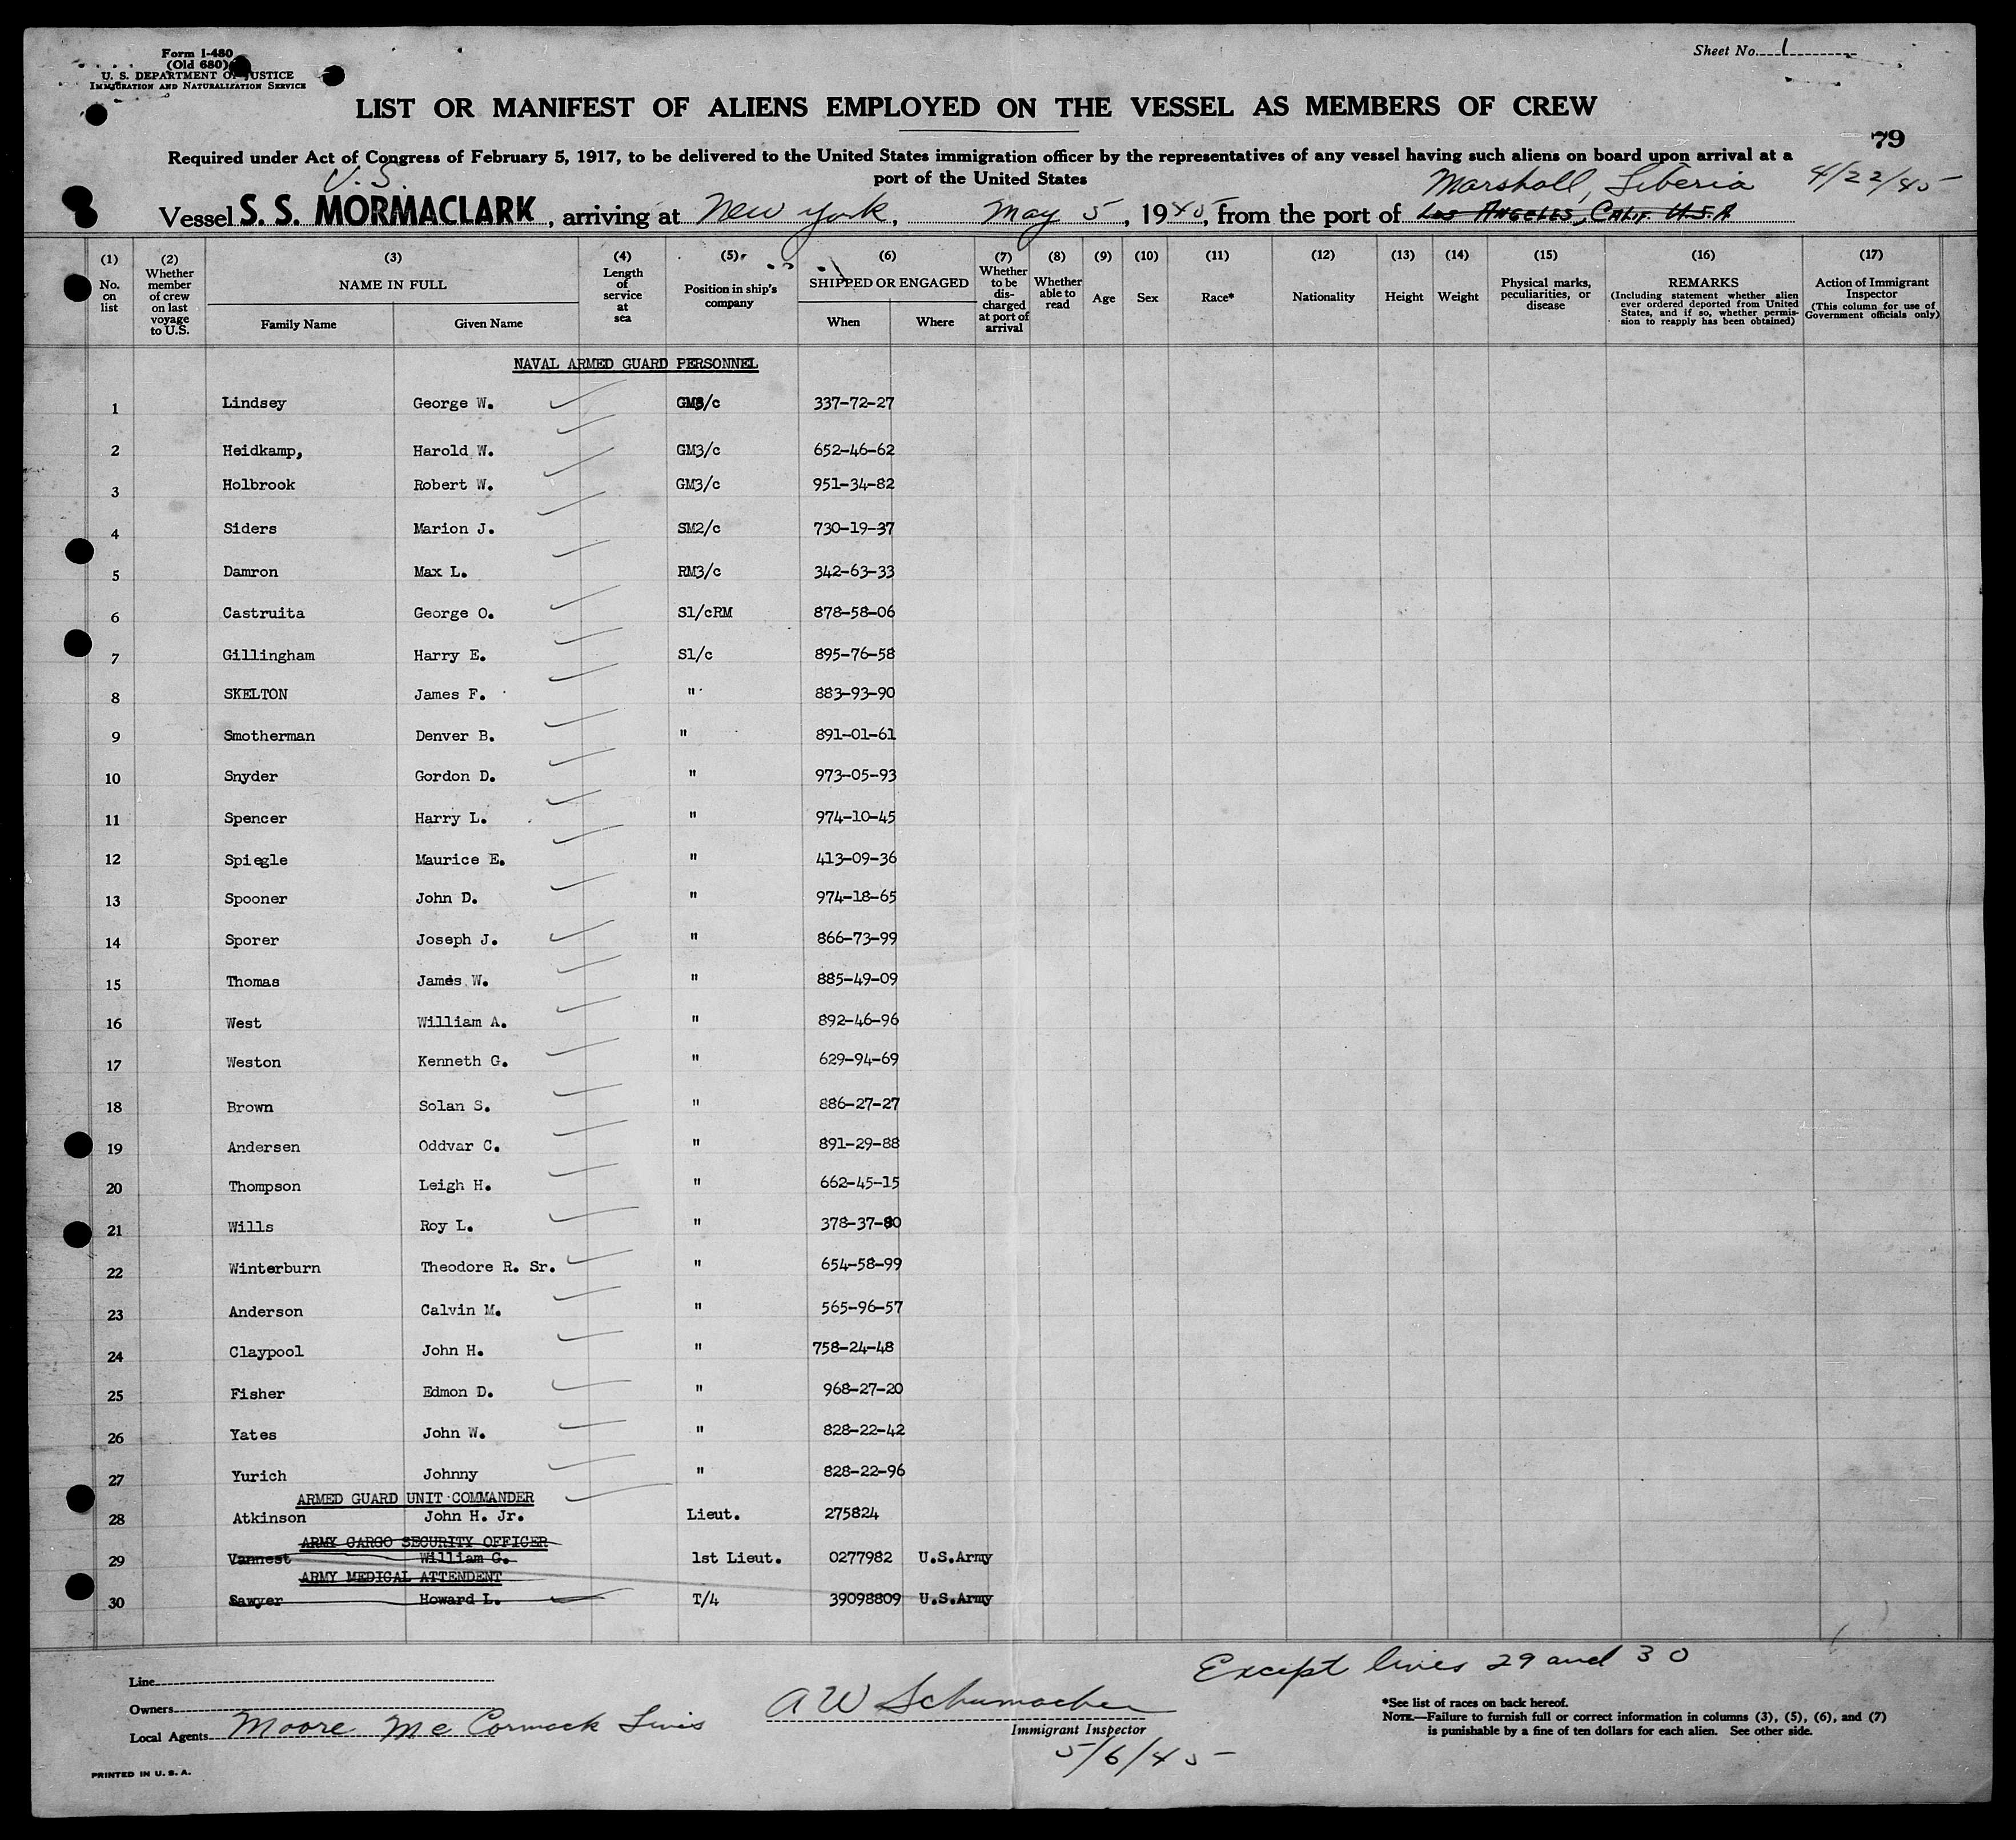 Form I-480
(Old 680)
U. S. DEPARTMENT OF JUSTICE
IMMIGRATION AND NATURALIZATION SERVICE
Sheet No. 1
LIST OR MANIFEST OF ALIENS EMPLOYED ON THE VESSEL AS MEMBERS OF CREW
79
Required under Act of Congress of February 5, 1917, to be delivered to the United States immigration officer by the representatives of any vessel having such aliens on board upon arrival at a
port of the United States
U.S. Marshall, Liberia 4/22/45
Vessel S. S. MORMACLARK, arriving at New York, May 5, 1945, from the port of Los Angeles, Calif. U.S.A
(1) No. on list
(2) Whether member of crew on last voyage to U.S.
(3) NAME IN FULL Family Name Given Name
(4) Length of service at sea
(5) Position in ship's company
(6) SHIPPED OR ENGAGED When Where
(7) Whether to be discharged at port of arrival
(8) Whether able to read
(9) Age
(10) Sex
(11) Race*
(12) Nationality
(13) Height
(14) Weight
(15) Physical marks, peculiarities, or disease
(16) REMARKS (Including statement whether alien ever ordered deported from United States, and if so, whether permission to reapply has been obtained)
(17) Action of Immigrant Inspector (This column for use of Government officials only)
NAVAL ARMED GUARD PERSONNEL
1 Lindsey George W. GM3/c 337-72-27
2 Heidkamp, Harold W. GM3/c 652-46-62
3 Holbrook Robert W. GM3/c 951-34-82
4 Siders Marion J. SM2/c 730-19-37
5 Damron Max L. RM3/c 342-63-33
6 Castruita George O. S1/cRM 878-58-06
7 Gillingham Harry E. S1/c 895-76-58
8 SKELTON James F. " 883-93-90
9 Smotherman Denver B. " 891-01-61
10 Snyder Gordon D. " 973-05-93
11 Spencer Harry L. " 974-10-45
12 Spiegle Maurice E. " 413-09-36
13 Spooner John D. " 974-18-65
14 Sporer Joseph J. " 866-73-99
15 Thomas James W. " 885-49-09
16 West William A. " 892-46-96
17 Weston Kenneth G. " 629-94-69
18 Brown Solan S. " 886-27-27
19 Andersen Oddvar C. " 891-29-88
20 Thompson Leigh H. " 662-45-15
21 Wills Roy L. " 378-37-80
22 Winterburn Theodore R. Sr. " 654-58-99
23 Anderson Calvin M. " 565-96-57
24 Claypool John H. " 758-24-48
25 Fisher Edmon D. " 968-27-20
26 Yates John W. " 828-22-42
27 Yurich Johnny " 828-22-96
ARMED GUARD UNIT COMMANDER
28 Atkinson John H. Jr. Lieut. 275824
ARMY CARGO SECURITY OFFICER
29 Vannest William G. 1st Lieut. 0277982 U.S.Army
ARMY MEDICAL ATTENDENT
30 Sawyer Howard L. T/4 39098809 U.S.Army
Except lines 29 and 30
Line
Owners
Local Agents Moore McCormack Lines
A W Schumacher
Immigrant Inspector
5/6/45
*See list of races on back hereof.
NOTE.—Failure to furnish full or correct information in columns (3), (5), (6), and (7)
is punishable by a fine of ten dollars for each alien. See other side.
PRINTED IN U. S. A.